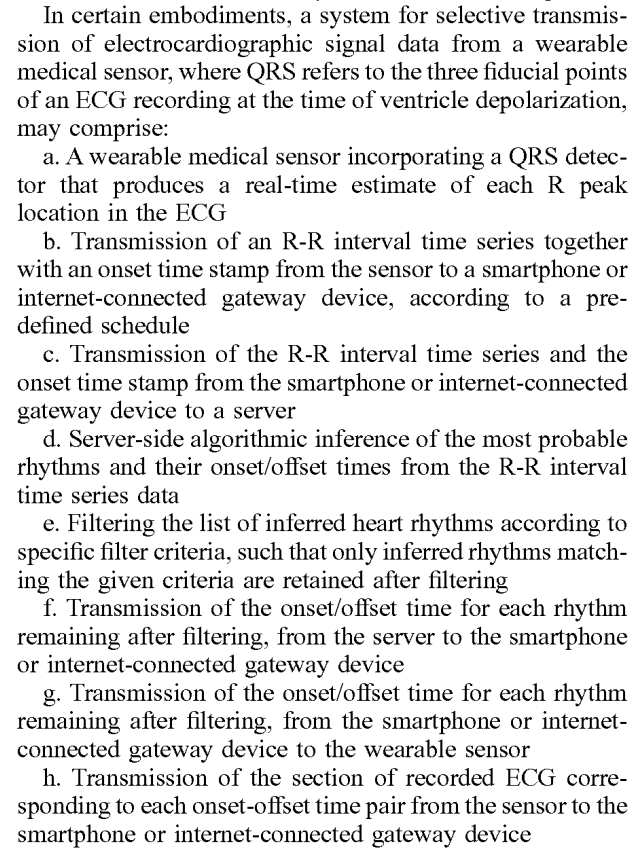 In certain embodiments, a system for selective transmis-
sion of electrocardiographic signal data from a wearable
medical sensor, where QRS refers to the three fiducial points
of an ECG recording at the time of ventricle depolarization,
may comprise:
a. A wearable medical sensor incorporating a QRS detec-
tor that produces a real-time estimate of each R peak
location in the ECG
b. Transmission of an R-R interval time series together
with an onset time stamp from the sensor to a smartphone or
internet-connected gateway device, according to a pre-
defined schedule
c. Transmission of the R-R interval time series and the
onset time stamp from the smartphone or internet-connected
gateway device to a server
d. Server-side algorithmic inference of the most probable
rhythms and their onset/offset times from the R-R interval
time series data
e. Filtering the list of inferred heart rhythms according to
specific filter criteria, such that only inferred rhythms match-
ing the given criteria are retained after filtering
f. Transmission of the onset/offset time for each rhythm
remaining after filtering, from the server to the smartphone
or internet-connected gateway device
g. Transmission of the onset/offset time for each rhythm
remaining after filtering, from the smartphone or internet-
connected gateway device to the wearable sensor
h. Transmission of the section of recorded ECG corre-
sponding to each onset-offset time pair from the sensor to the
smartphone or internet-connected gateway device